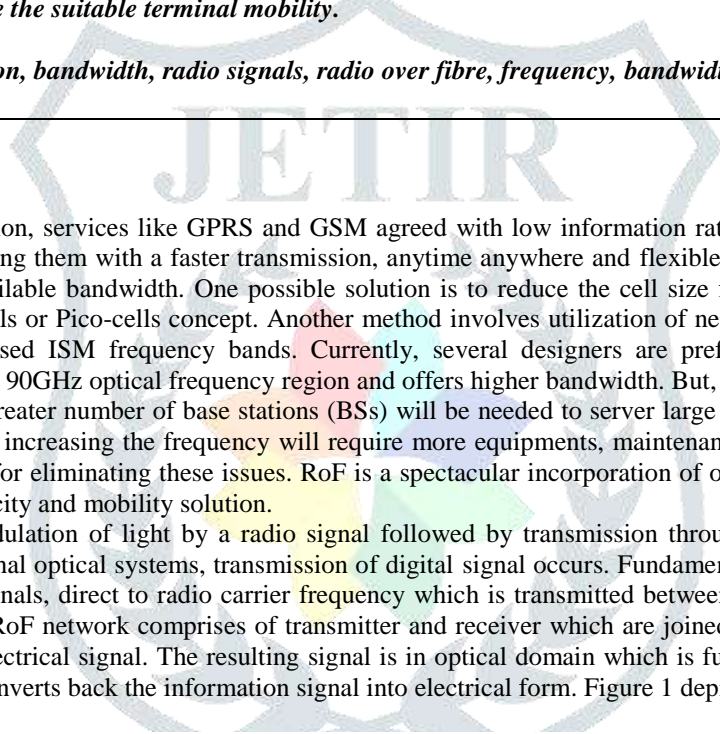 e the suitable terminal mobility.
on, bandwidth, radio signals, radio over fibre, frequency, bandwid
JETIR
ion, services like GPRS and GSM agreed with low information rat
ing them with a faster transmission, anytime anywhere and flexible
ilable bandwidth. One possible solution is to reduce the cell size
ls or Pico-cells concept. Another method involves utilization of ne
sed ISM frequency bands. Currently, several designers are pref
90GHz optical frequency region and offers higher bandwidth. But,
reater number of base stations (BSs) will be needed to server large
increasing the frequency will require more equipments, maintenan
for eliminating these issues. RoF is a spectacular incorporation of o
city and mobility solution.
dulation of light by a radio signal followed by transmission throu
nal optical systems, transmission of digital signal occurs. Fundamen
gnals, direct to radio carrier frequency which is transmitted between
RoF network comprises of transmitter and receiver which are joined
ectrical signal. The resulting signal is in optical domain which is fu
nverts back the information signal into electrical form. Figure 1 dep